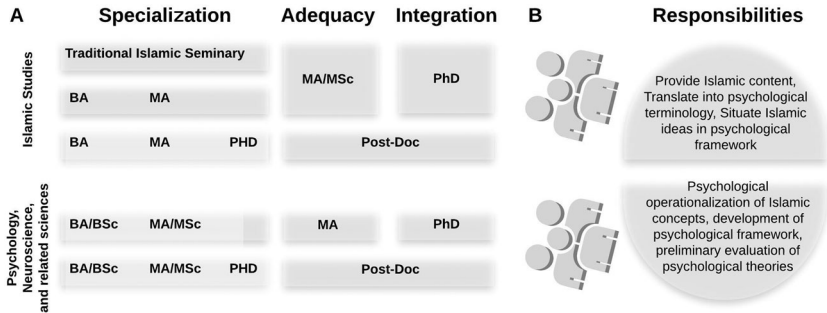 A
Specialization
Adequacy
Integration
Islamic Studies
Traditional Islamic Seminary
BA MA
MA/MSc
PhD
BA MA PHD
Post-Doc
Psychology,
Neuroscience,
and related sciences
BA/BSc MA/MSc
MA
PhD
BA/BSc MA/MSc PHD
Post-Doc
B
Responsibilities
Provide Islamic content,
Translate into psychological
terminology, Situate Islamic
ideas in psychological
framework
Psychological
operationalization of Islamic
concepts, development of
psychological framework,
preliminary evaluation of
psychological theories